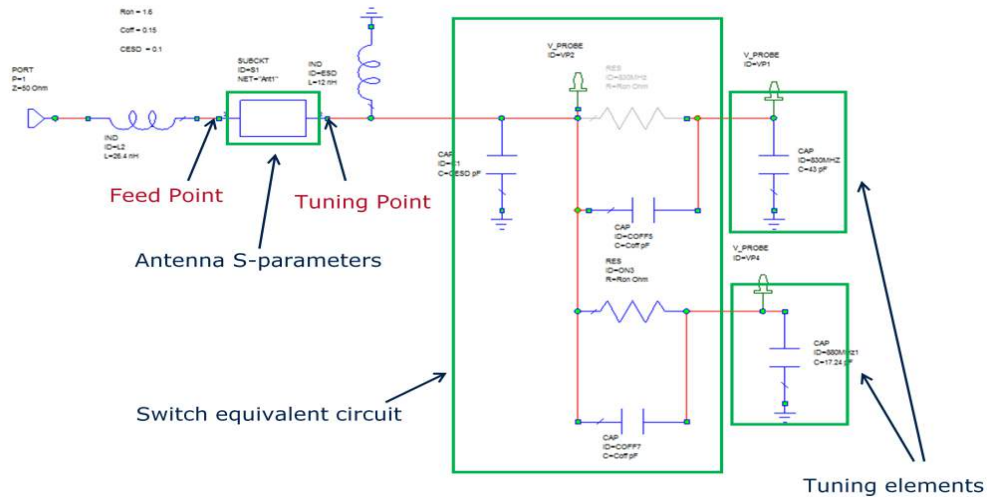 Ron = 1.6
Coff = 0.15
CESD = 0.1
PORT
P=1
Z=50 Ohm
IND
ID=L2
L=26.4 nH
SUBCKT
ID=S1
NET="Ant1"
IND
ID=ESD
L=12 nH
Feed Point
Tuning Point
Antenna S-parameters
Switch equivalent circuit
CAP
C=CESD pF
V_PROBE
ID=VP2
RES
ID=830MHZ
R=Ron Ohm
CAP
ID=COFF5
C=Coff pF
RES
ID=ON3
R=Ron Ohm
CAP
ID=COFF7
C=Coff pF
V_PROBE
ID=VP1
CAP
ID=830MHZ
C=43 pF
V_PROBE
ID=VP4
CAP
ID=880MHz1
C=17.24 pF
Tuning elements